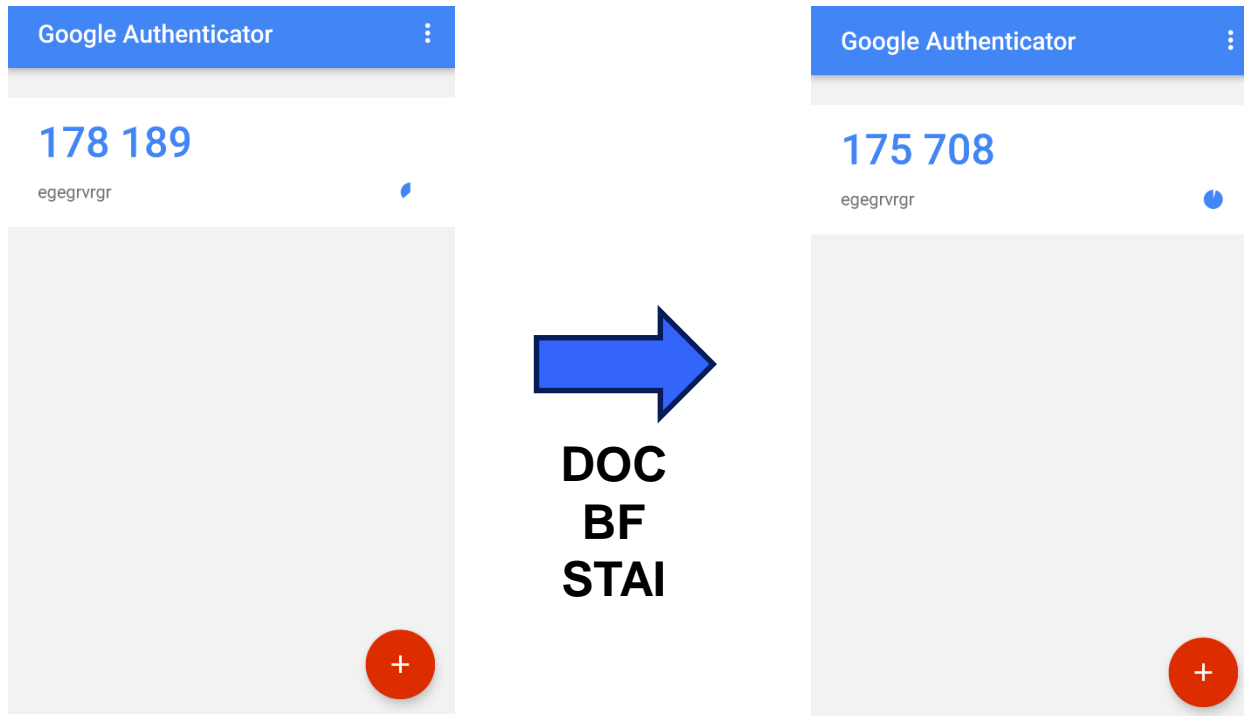 Google Authenticator
178 189
egegrvrgr
DOC
BF
STAI
Google Authenticator
175 708
egegrvrgr